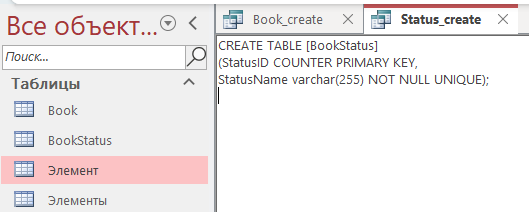 Все объект...
Поиск...
Таблицы
Book
BookStatus
Элемент
Элементы
Book_create
Status_create
CREATE TABLE [BookStatus]
(StatusID COUNTER PRIMARY KEY,
StatusName varchar(255) NOT NULL UNIQUE);